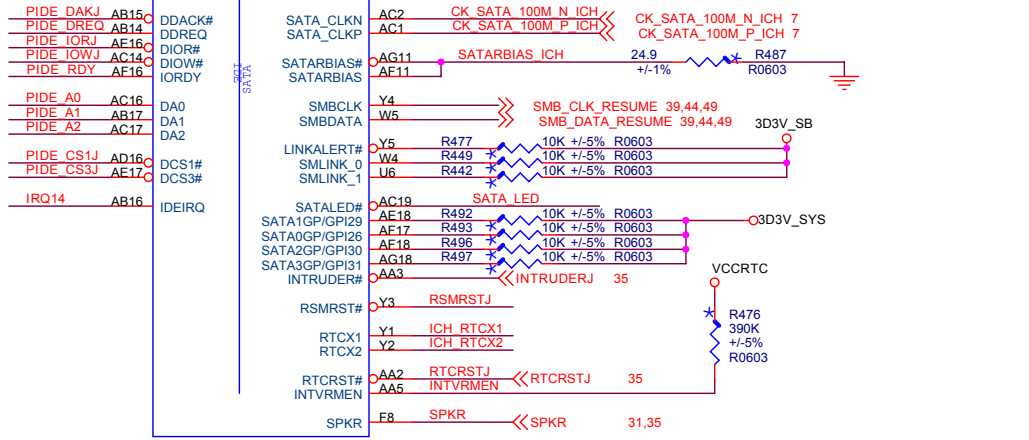 PIDE_DAKJ AB15 DDACK# SATA_CLKN AC2 CK_SATA_100M_N_ICH CK_SATA_100M_N_ICH 7
PIDE_DREQ AB14 DDREQ SATA_CLKP AC1 CK_SATA_100M_P_ICH CK_SATA_100M_P_ICH 7
PIDE_IORJ AE16 DIOR#
PIDE_IOWJ AC14 DIOW# SATARBIAS# AG11 SATARBIAS_ICH 24.9 R487
PIDE_RDY AF16 IORDY SATARBIAS AF11 +/-1% R0603
IDE
SATA
PIDE_A0 AC16 DA0 SMBCLK Y4 SMB_CLK_RESUME 39,44,49
PIDE_A1 AB17 DA1 SMBDATA W5 SMB_DATA_RESUME 39,44,49
PIDE_A2 AC17 DA2
3D3V_SB
LINKALERT# Y5 R477 10K +/-5% R0603
PIDE_CS1J AD16 DCS1# SMLINK_0 W4 R449 10K +/-5% R0603
PIDE_CS3J AE17 DCS3# SMLINK_1 U6 R442 10K +/-5% R0603
IRQ14 AB16 IDEIRQ SATALED# AC19 SATA_LED
SATA1GP/GPI29 AE18 R492 10K +/-5% R0603 3D3V_SYS
SATA0GP/GPI26 AF17 R493 10K +/-5% R0603
SATA2GP/GPI30 AF18 R496 10K +/-5% R0603
SATA3GP/GPI31 AG18 R497 10K +/-5% R0603
INTRUDER# AA3 INTRUDERJ 35
VCCRTC
RSMRST# Y3 RSMRSTJ
R476
390K
+/-5%
R0603
RTCX1 Y1 ICH_RTCX1
RTCX2 Y2 ICH_RTCX2
RTCRST# AA2 RTCRSTJ RTCRSTJ 35
INTVRMEN AA5 INTVRMEN
SPKR F8 SPKR SPKR 31,35